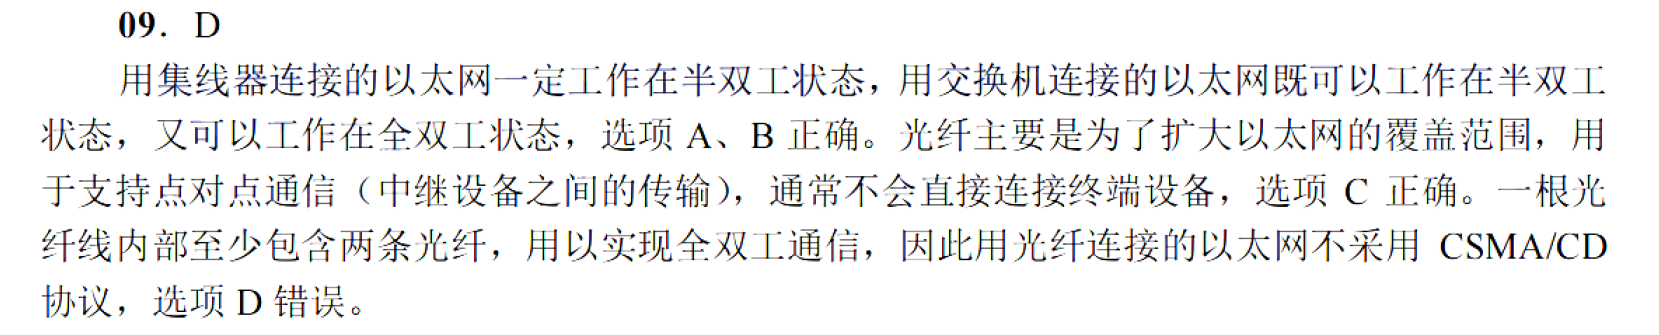 09. D
用集线器连接的以太网一定工作在半双工状态，用交换机连接的以太网既可以工作在半双工
状态，又可以工作在全双工状态，选项 A、B 正确。光纤主要是为了扩大以太网的覆盖范围，用
于支持点对点通信（中继设备之间的传输），通常不会直接连接终端设备，选项 C 正确。一根光
纤线内部至少包含两条光纤，用以实现全双工通信，因此用光纤连接的以太网不采用 CSMA/CD
协议，选项 D 错误。